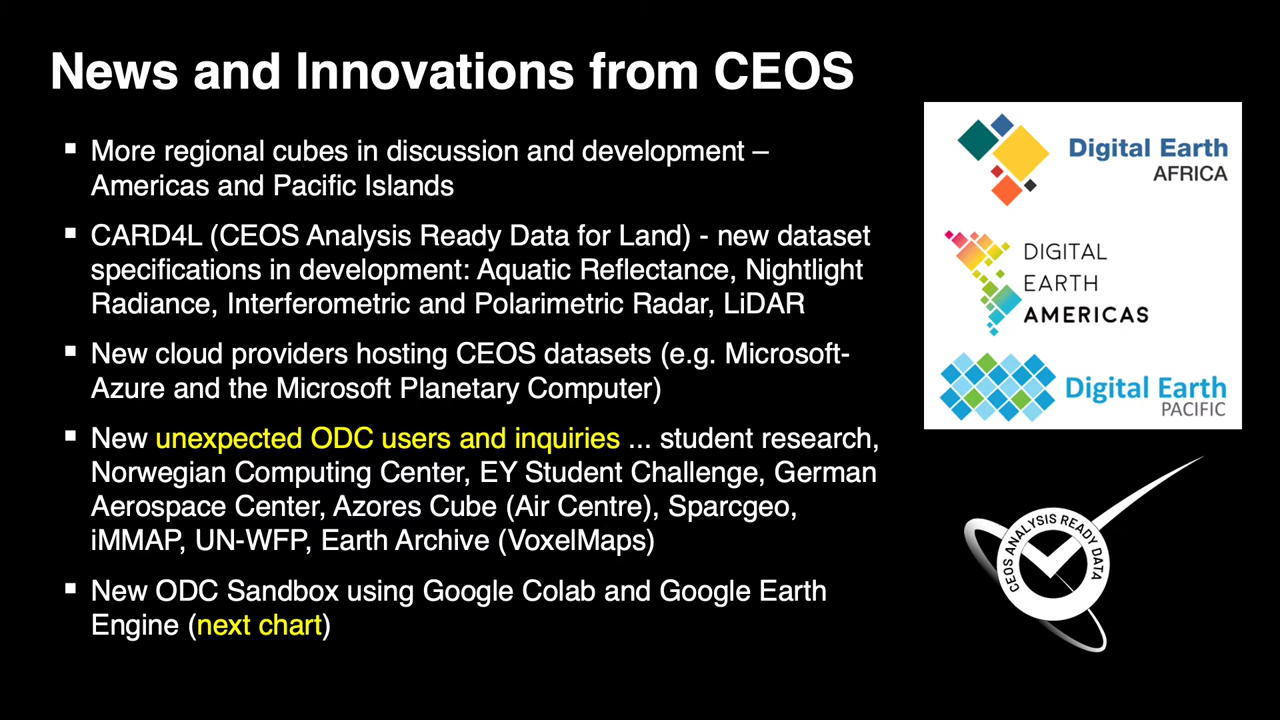 News and Innovations from CEOS
▪ More regional cubes in discussion and development –
Americas and Pacific Islands
▪ CARD4L (CEOS Analysis Ready Data for Land) - new dataset
specifications in development: Aquatic Reflectance, Nightlight
Radiance, Interferometric and Polarimetric Radar, LiDAR
▪ New cloud providers hosting CEOS datasets (e.g. Microsoft-
Azure and the Microsoft Planetary Computer)
▪ New unexpected ODC users and inquiries ... student research,
Norwegian Computing Center, EY Student Challenge, German
Aerospace Center, Azores Cube (Air Centre), Sparcgeo,
iMMAP, UN-WFP, Earth Archive (VoxelMaps)
▪ New ODC Sandbox using Google Colab and Google Earth
Engine (next chart)
Digital Earth
AFRICA
DIGITAL
EARTH
AMERICAS
Digital Earth
PACIFIC
CEOS ANALYSIS READY DATA